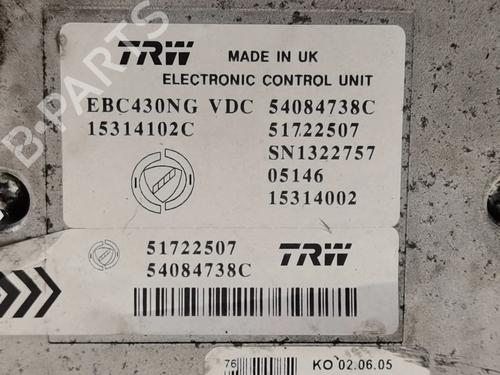 TRW
MADE IN UK
ELECTRONIC CONTROL UNIT
EBC430NG VDC 54084738C
15314102C 51722507
SN1322757
05146
15314002
51722507
54084738C
TRW
76
KO 02.06.05